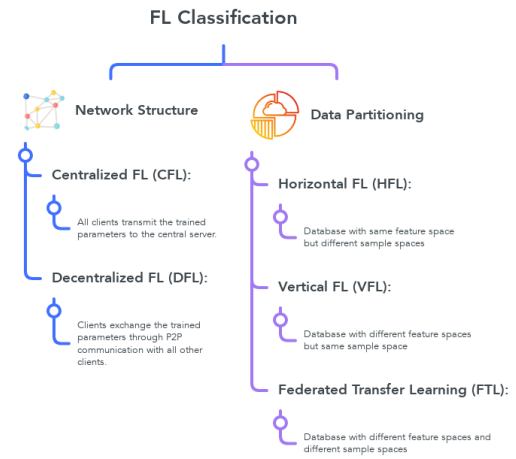 FL Classification
Network Structure
Centralized FL (CFL):
All clients transmit the trained
parameters to the central server.
Decentralized FL (DFL):
Clients exchange the trained
parameters through P2P
communication with all other
clients.
Data Partitioning
Horizontal FL (HFL):
Database with same feature space
but different sample spaces
Vertical FL (VFL):
Database with different feature spaces
but same sample space
Federated Transfer Learning (FTL):
Database with different feature spaces and
different sample spaces